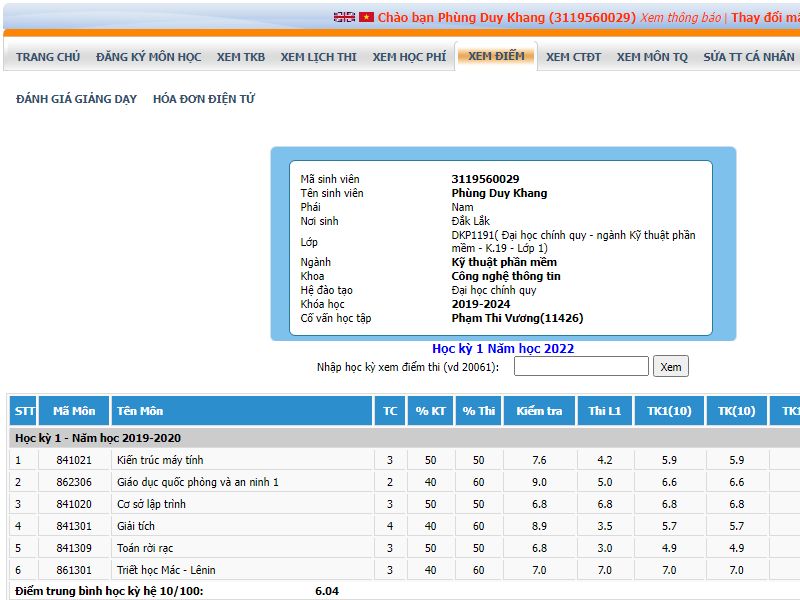 Chào bạn Phùng Duy Khang (3119560029) Xem thông báo | Thay đổi
TRANG CHỦ ĐĂNG KÝ MÔN HỌC XEM TKB XEM LỊCH THI XEM HỌC PHÍ XEM ĐIỂM XEM CTĐT XEM MÔN TQ SỬA TT CÁ NHÂN
ĐÁNH GIÁ GIẢNG DẠY HÓA ĐƠN ĐIỆN TỬ
Mã sinh viên 3119560029
Tên sinh viên Phùng Duy Khang
Phái Nam
Nơi sinh Đắk Lắk
Lớp DKP1191( Đại học chính quy - ngành Kỹ thuật phần
mềm - K.19 - Lớp 1)
Ngành Kỹ thuật phần mềm
Khoa Công nghệ thông tin
Hệ đào tạo Đại học chính quy
Khóa học 2019-2024
Cố vấn học tập Phạm Thi Vương(11426)
Học kỳ 1 Năm học 2022
Nhập học kỳ xem điểm thi (vd 20061): Xem
STT Mã Môn Tên Môn TC % KT % Thi Kiểm tra Thi L1 TK1(10) TK(10) TK1
Học kỳ 1 - Năm học 2019-2020
1 841021 Kiến trúc máy tính 3 50 50 7.6 4.2 5.9 5.9
2 862306 Giáo dục quốc phòng và an ninh 1 2 40 60 9.0 5.0 6.6 6.6
3 841020 Cơ sở lập trình 3 50 50 6.8 6.8 6.8 6.8
4 841301 Giải tích 4 40 60 8.9 3.5 5.7 5.7
5 841309 Toán rời rạc 3 50 50 6.8 3.0 4.9 4.9
6 861301 Triết học Mác - Lênin 3 40 60 7.0 7.0 7.0 7.0
Điểm trung bình học kỳ hệ 10/100: 6.04